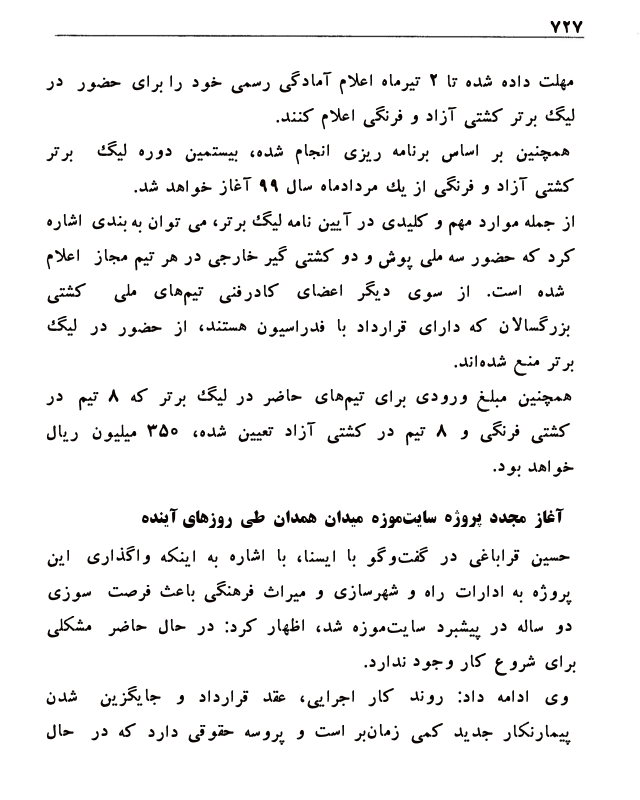 ۷۲۷
مهلت داده شده تا ۲ تیرماه اعلام آمادگی رسمی خود را برای حضور در
لیگ برتر کشتی آزاد و فرنگی اعلام کنند.
همچنین بر اساس برنامه ریزی انجام شده، بیستمین دوره لیگ برتر
کشتی آزاد و فرنگی از یك مردادماه سال ۹۹ آغاز خواهد شد.
از جمله موارد مهم و کلیدی در آیین نامه لیگ برتر، می توان به بندی اشاره
کرد که حضور سه ملی پوش و دو کشتی گیر خارجی در هر تیم مجاز اعلام
شده است. از سوی دیگر اعضای کادرفنی تیم‌های ملی کشتی
بزرگسالان که دارای قرارداد با فدراسیون هستند، از حضور در لیگ
برتر منع شده‌اند.
همچنین مبلغ ورودی برای تیم‌های حاضر در لیگ برتر که ۸ تیم در
کشتی فرنگی و ۸ تیم در کشتی آزاد تعیین شده، ۳۵۰ میلیون ریال
خواهد بود.
آغاز مجدد پروژه سایت‌موزه میدان همدان طی روزهای آینده
حسین قراباغی در گفت‌وگو با ایسنا، با اشاره به اینکه واگذاری این
پروژه به ادارات راه و شهرسازی و میراث فرهنگی باعث فرصت سوزی
دو ساله در پیشبرد سایت‌موزه شد، اظهار کرد: در حال حاضر مشکلی
برای شروع کار وجود ندارد.
وی ادامه داد: روند کار اجرایی، عقد قرارداد و جایگزین شدن
پیمارنکار جدید کمی زمان‌بر است و پروسه حقوقی دارد که در حال